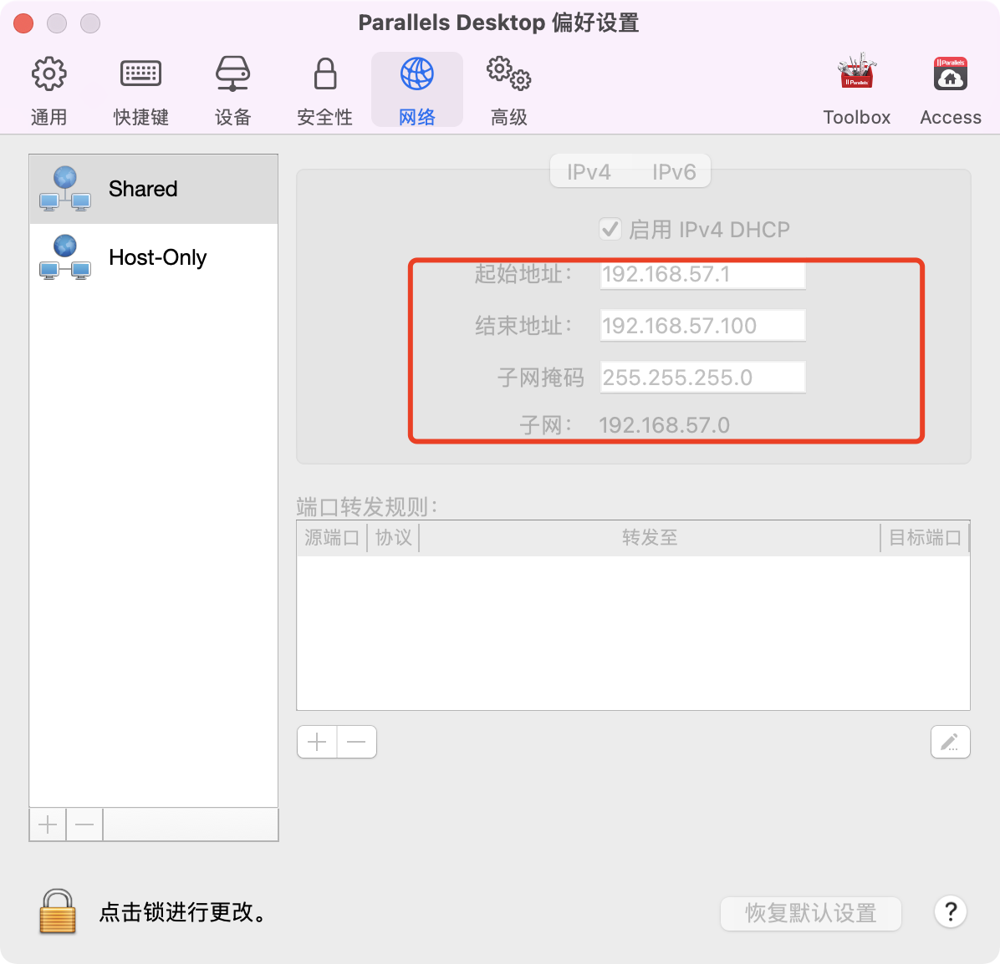 Parallels Desktop 偏好设置
通用 快捷键 设备 安全性 网络 高级 Toolbox Access
Shared
Host-Only
IPv4 IPv6
启用 IPv4 DHCP
起始地址： 192.168.57.1
结束地址： 192.168.57.100
子网掩码 255.255.255.0
子网： 192.168.57.0
端口转发规则：
源端口 协议 转发至 目标端口
点击锁进行更改。
恢复默认设置 ?